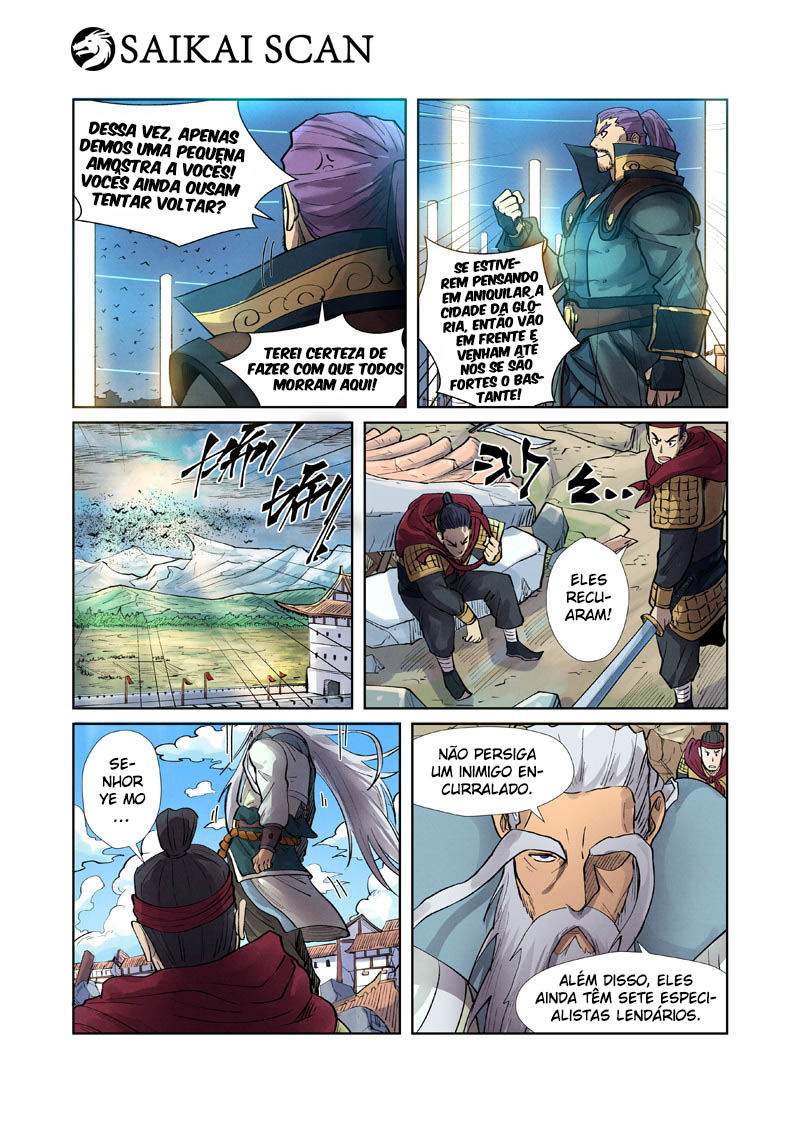 SAIKAI SCAN
DESSA VEZ, APENAS
DEMOS UMA PEQUENA
AMOSTRA A VOCÊS!
VOCÊS AINDA OUSAM
TENTAR VOLTAR?
TEREI CERTEZA DE
FAZER COM QUE TODOS
MORRAM AQUI!
SE ESTIVE-
REM PENSANDO
EM ANIQUILAR A
CIDADE DA GLÓ-
RIA, ENTÃO VÃO
EM FRENTE E
VENHAM ATÉ
NÓS SE SÃO
FORTES O BAS-
TANTE!
ELES
RECU-
ARAM!
SE-
NHOR
YE MO
...
NÃO PERSIGA
UM INIMIGO EN-
CURRALADO.
ALÉM DISSO, ELES
AINDA TÊM SETE ESPECI-
ALISTAS LENDÁRIOS.